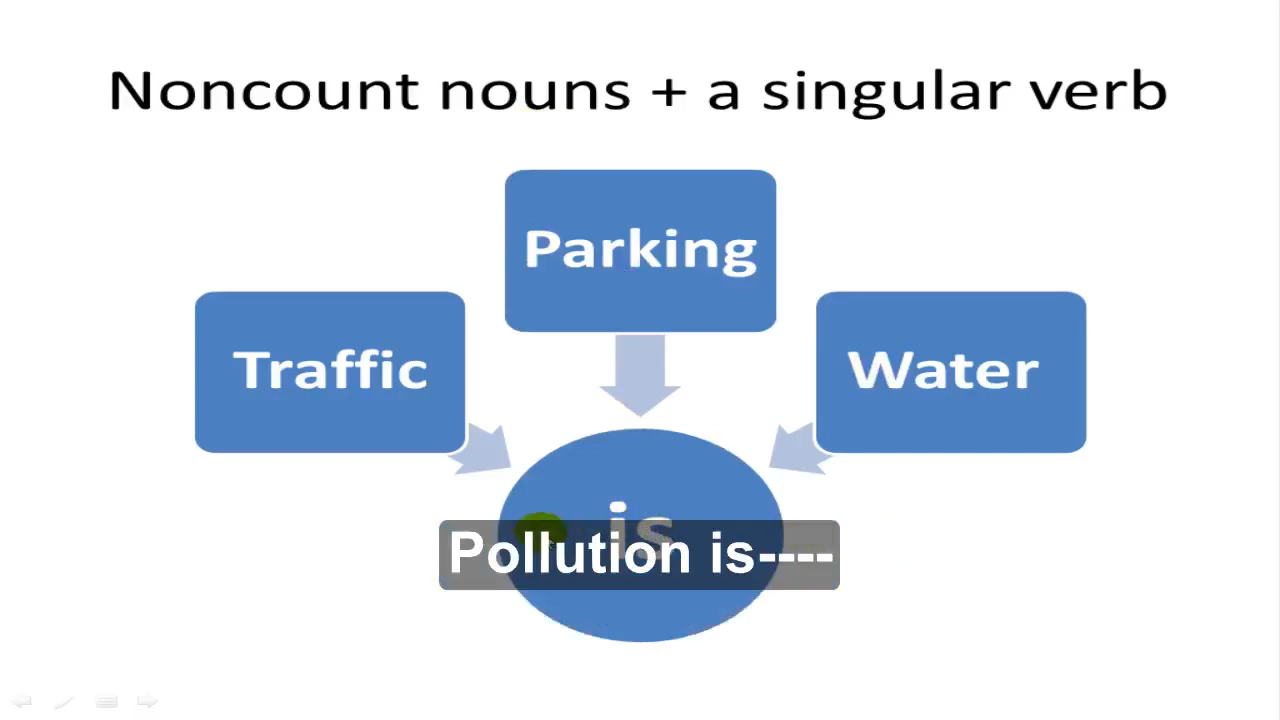 Noncount nouns + a singular verb
Parking
Traffic
Water
is
Pollution is----